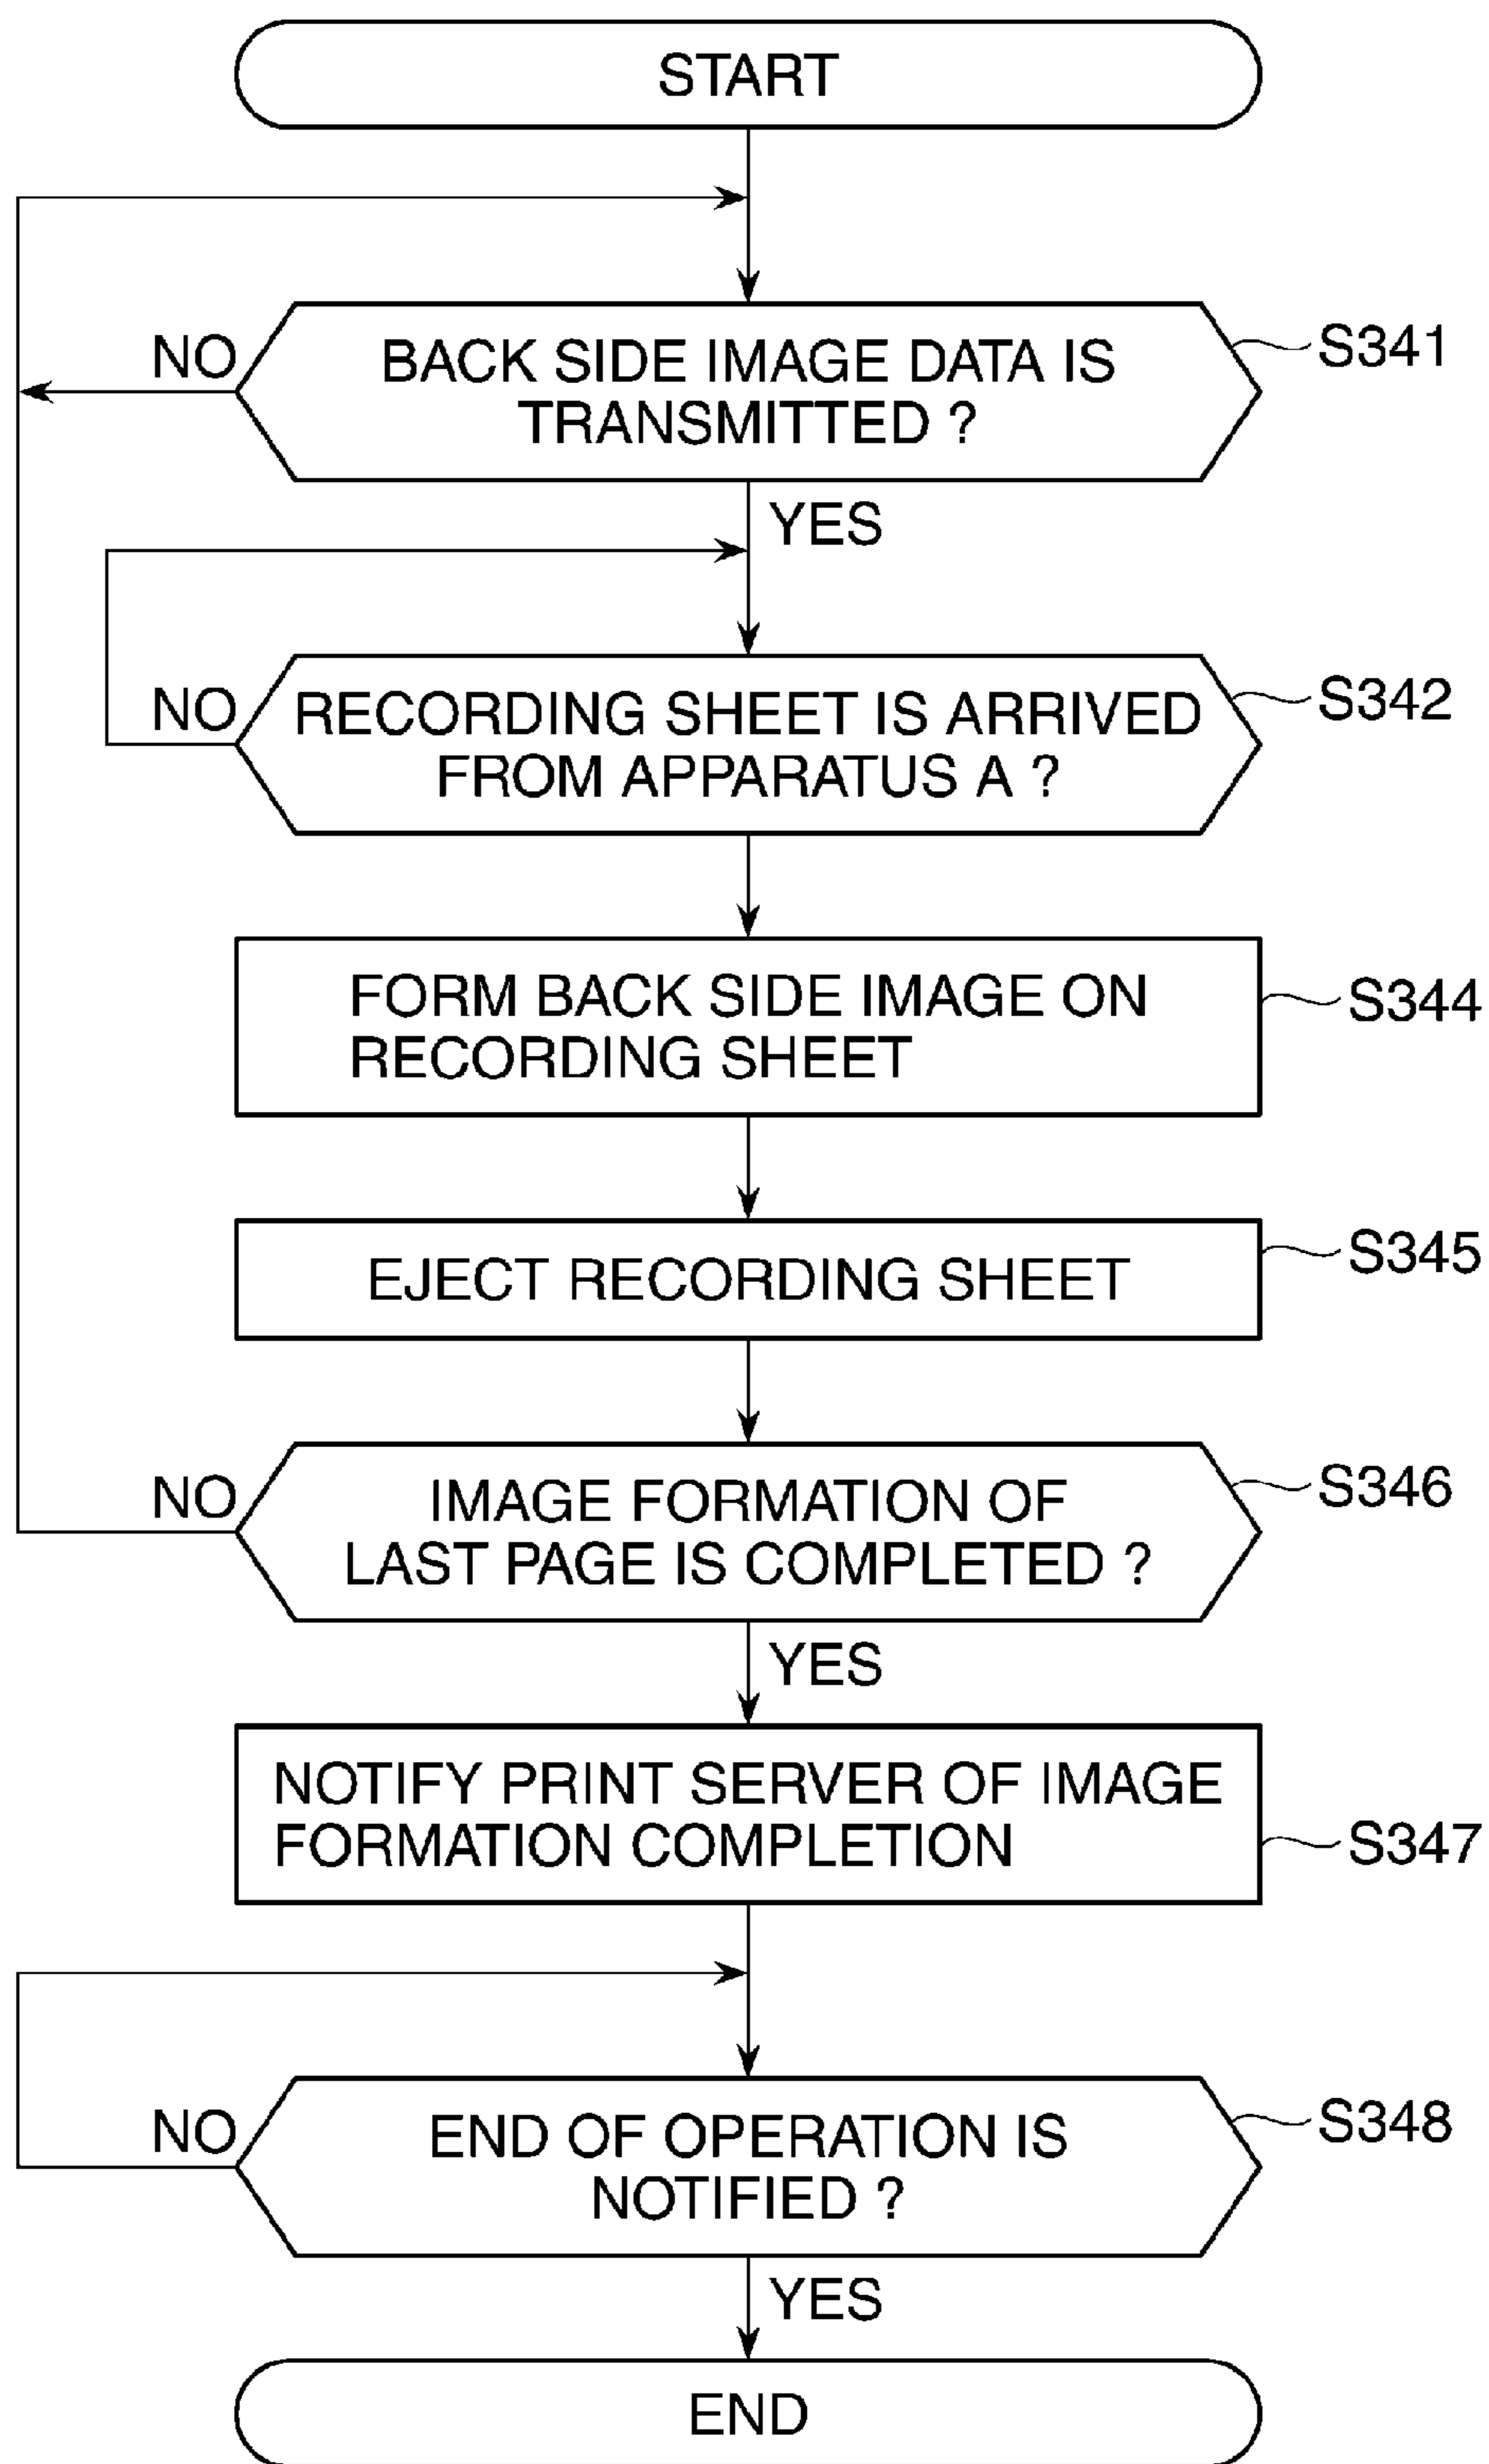 START
NO
BACK SIDE IMAGE DATA IS
TRANSMITTED ?
S341
YES
NO
RECORDING SHEET IS ARRIVED
FROM APPARATUS A ?
S342
FORM BACK SIDE IMAGE ON
RECORDING SHEET
S344
EJECT RECORDING SHEET
S345
NO
IMAGE FORMATION OF
LAST PAGE IS COMPLETED ?
S346
YES
NOTIFY PRINT SERVER OF IMAGE
FORMATION COMPLETION
S347
NO
END OF OPERATION IS
NOTIFIED ?
S348
YES
END